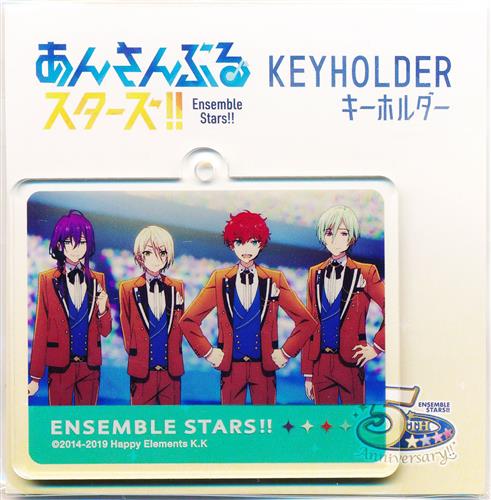 あんさんぶる
スターズ!!
Ensemble
Stars!!
KEYHOLDER
キーホルダー
ENSEMBLE STARS!!
©2014-2019 Happy Elements K.K
ENSEMBLE
STARS!!
5TH
Anniversary!!